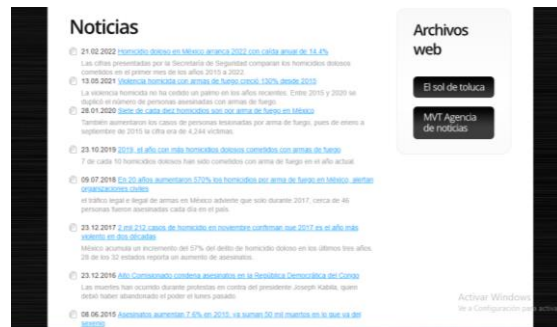 Noticias
21.02.2022 Homicidio doloso en México arranca 2022 con caída anual de 14.4%
Las cifras presentadas por la Secretaría de Seguridad comparan los homicidios dolosos
cometidos en el primer mes de los años 2015 a 2022.
13.05.2021 Violencia homicida con armas de fuego creció 130% desde 2015
La violencia homicida no ha cedido un palmo en los años recientes. Entre 2015 y 2020 se
duplicó el número de personas asesinadas con armas de fuego.
28.01.2020 Siete de cada diez homicidios son por arma de fuego en México
También aumentaron los casos de personas lesionadas por arma de fuego, pues de enero a
septiembre de 2015 la cifra era de 4,244 víctimas.
23.10.2019 2019, el año con más homicidios dolosos cometidos con armas de fuego
7 de cada 10 homicidios dolosos han sido cometidos con arma de fuego en el año actual.
09.07.2018 En 20 años aumentaron 570% los homicidios por arma de fuego en México, alertan
organizaciones civiles
el tráfico legal e ilegal de armas en México advierte que solo durante 2017, cerca de 46
personas fueron asesinadas cada día en el país.
23.12.2017 2 mil 212 casos de homicidio en noviembre confirman que 2017 es el año más
violento en dos décadas
México acumula un incremento del 57% del delito de homicidio doloso en los últimos tres años,
28 de los 32 estados reporta un aumento de asesinatos.
23.12.2016 Alto Comisionado condena asesinatos en la República Democrática del Congo
Las muertes han ocurrido durante protestas en contra del presidente Joseph Kabila, quien
debió haber abandonado el poder el lunes pasado.
08.06.2015 Asesinatos aumentan 7.6% en 2015, ya suman 50 mil muertos en lo que va del
sexenio
Archivos
web
El sol de toluca
MVT Agencia
de noticias
Activar Windows
Ve a Configuración para activar